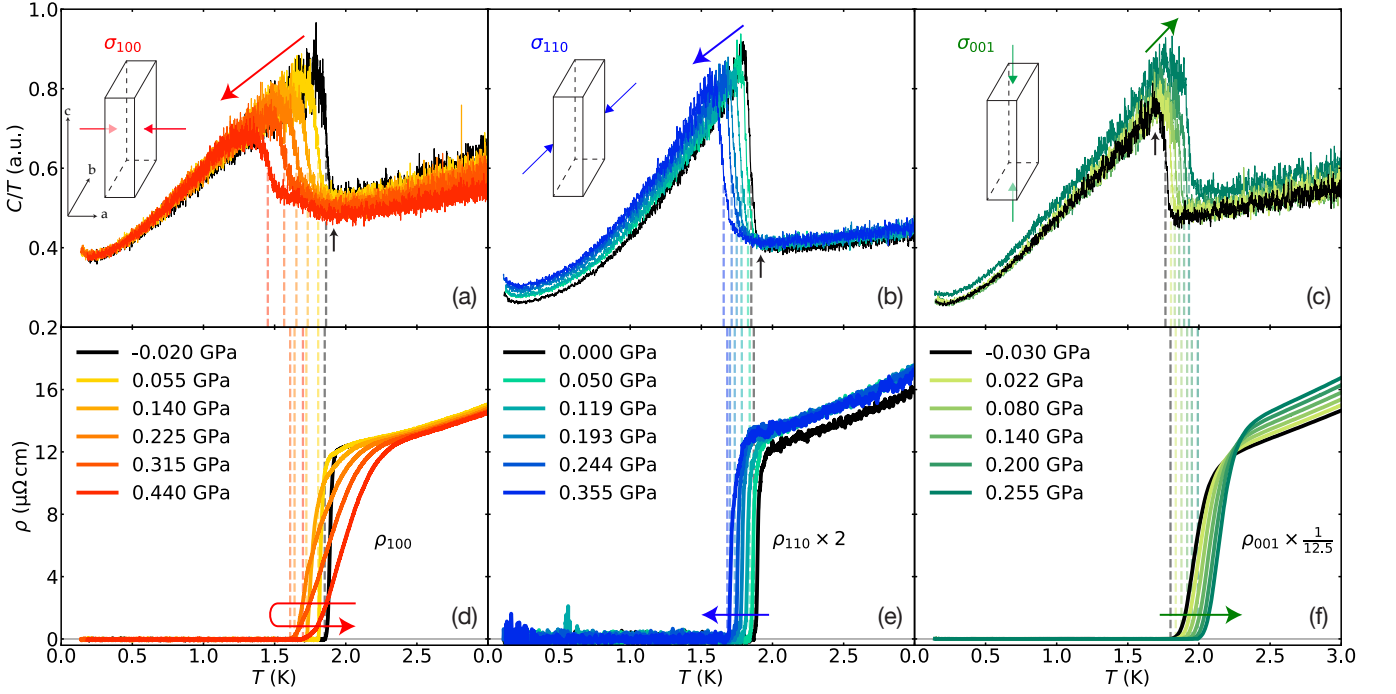 σ100
σ110
σ001
c
b
a
C/T (a.u.)
1.0
0.8
0.6
0.4
0.2
(a)
(b)
(c)
-0.020 GPa
0.055 GPa
0.140 GPa
0.225 GPa
0.315 GPa
0.440 GPa
0.000 GPa
0.050 GPa
0.119 GPa
0.193 GPa
0.244 GPa
0.355 GPa
-0.030 GPa
0.022 GPa
0.080 GPa
0.140 GPa
0.200 GPa
0.255 GPa
ρ (μΩ cm)
16
12
8
4
0
ρ100
ρ110 × 2
ρ001 × 1/12.5
(d)
(e)
(f)
0.0 0.5 1.0 1.5 2.0 2.5 0.0 0.5 1.0 1.5 2.0 2.5 0.0 0.5 1.0 1.5 2.0 2.5 3.0
T (K) T (K) T (K)